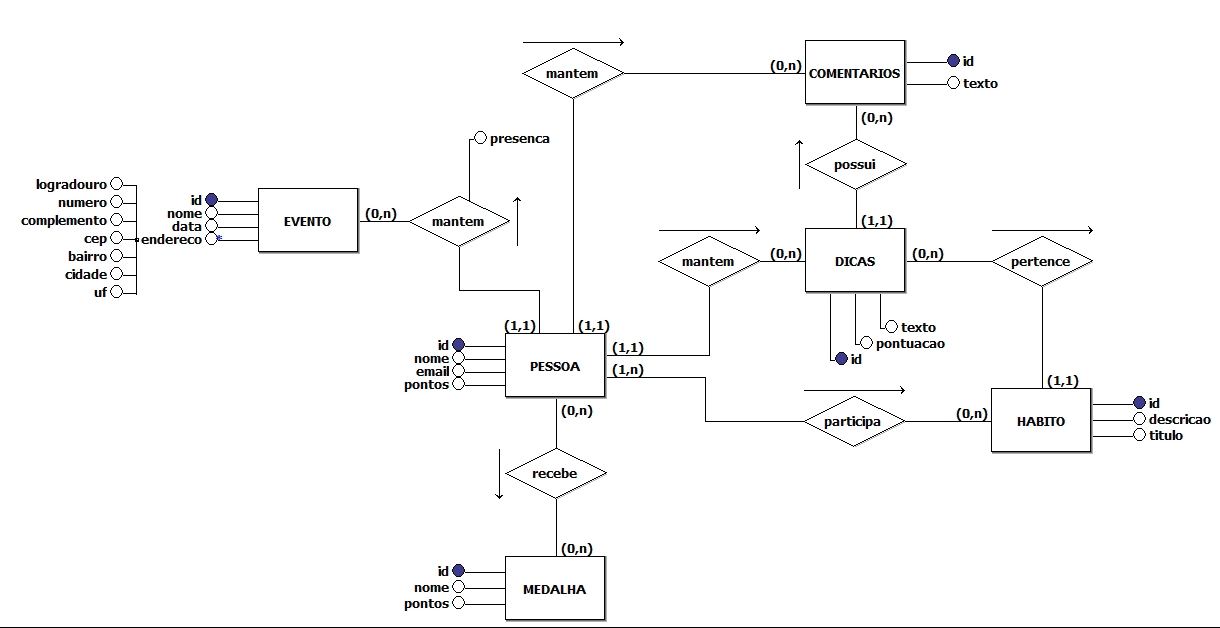 mantem
(0,n)
COMENTARIOS
id
texto
(0,n)
presenca
possui
logradouro
numero
complemento
cep
bairro
cidade
uf
id
nome
data
endereco
*
EVENTO
(0,n)
mantem
(1,1)
mantem
(0,n)
DICAS
(0,n)
pertence
texto
pontuacao
id
(1,1)
(1,1)
id
nome
email
pontos
PESSOA
(1,1)
(1,n)
(1,1)
participa
(0,n)
HABITO
id
descricao
titulo
(0,n)
recebe
(0,n)
id
nome
pontos
MEDALHA